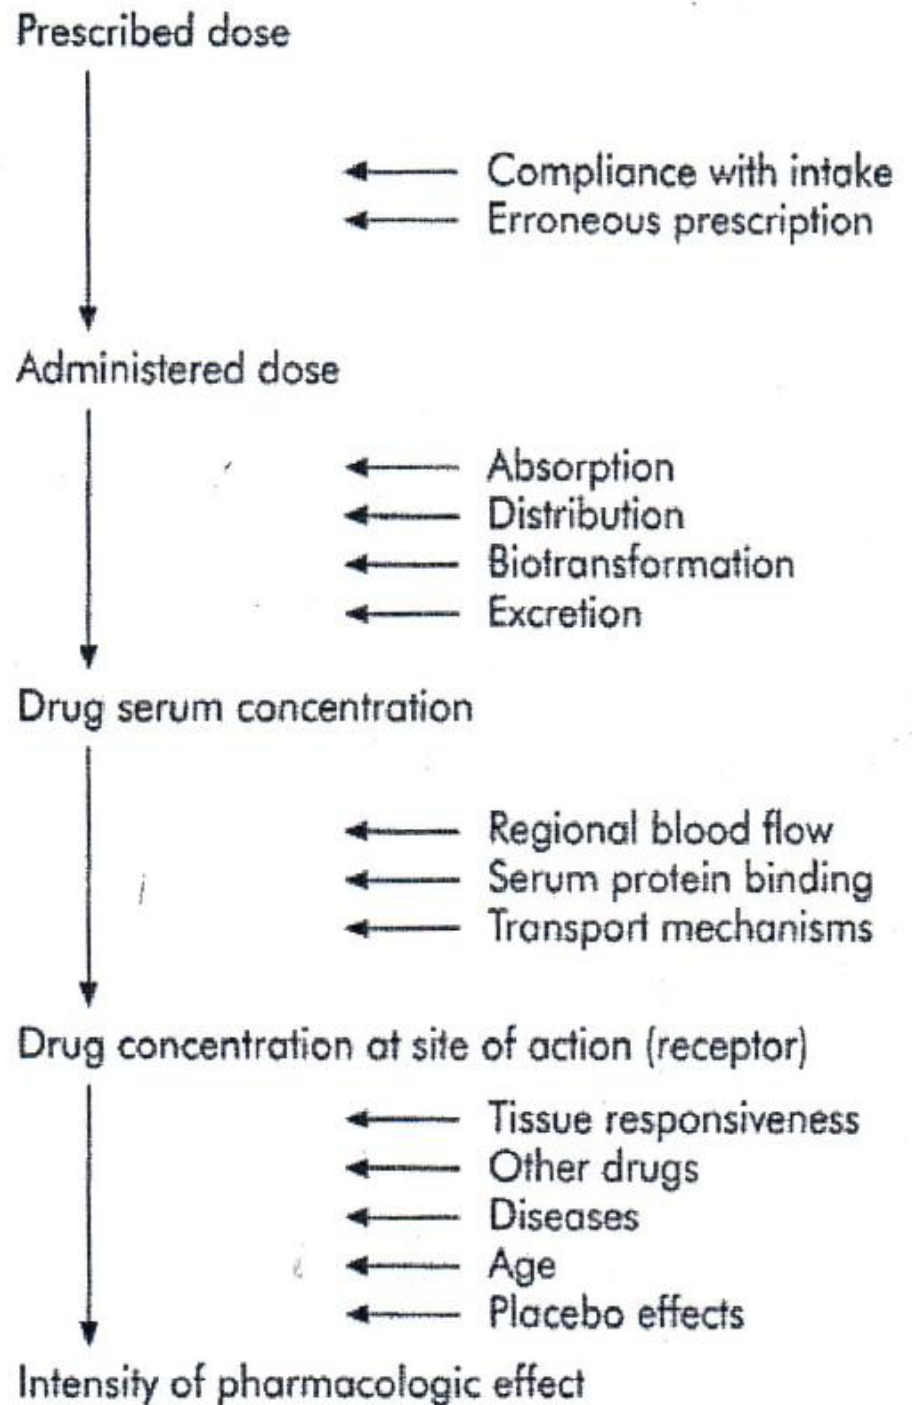 Prescribed dose
Compliance with intake
Erroneous prescription
Administered dose
Absorption
Distribution
Biotransformation
Excretion
Drug serum concentration
Regional blood flow
Serum protein binding
Transport mechanisms
Drug concentration at site of action (receptor)
Tissue responsiveness
Other drugs
Diseases
Age
Placebo effects
Intensity of pharmacologic effect